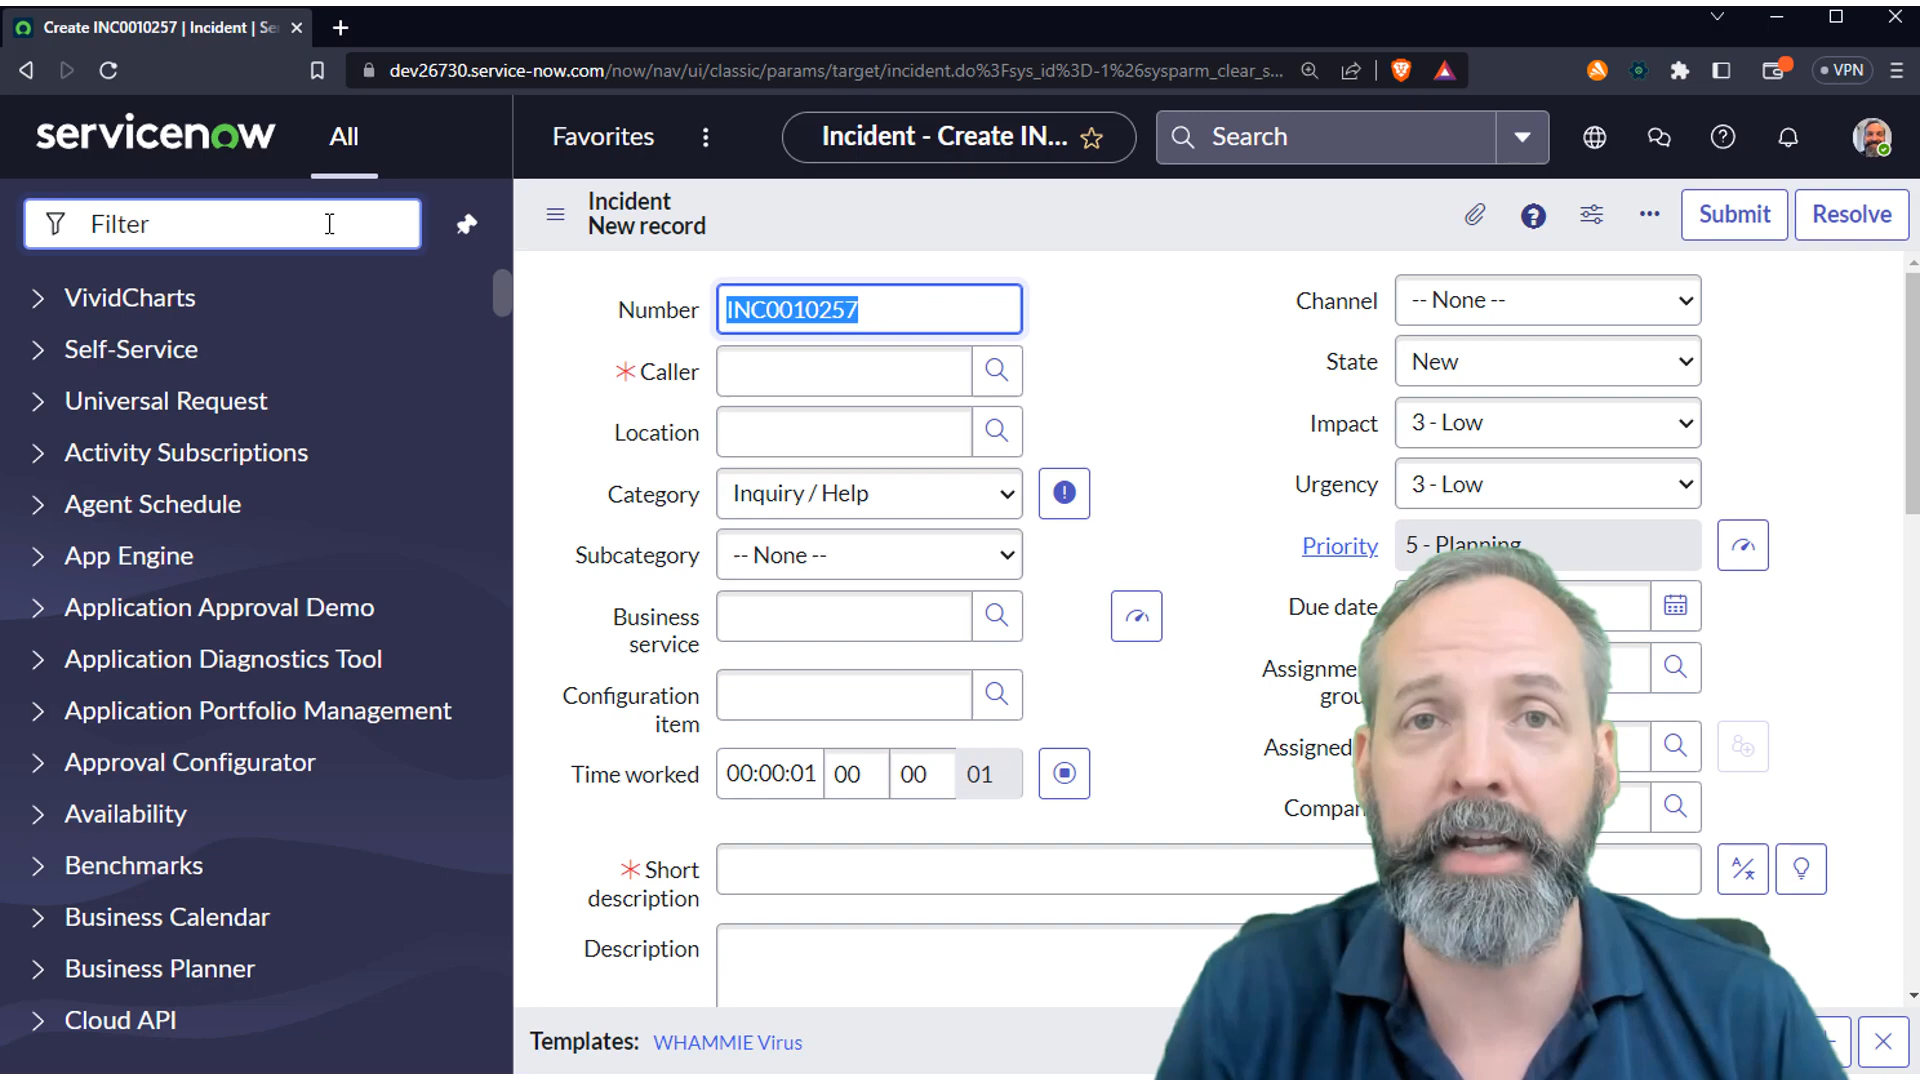 Create INC0010257 | Incident | Se
dev26730.service-now.com/now/nav/ui/classic/params/target/incident.do%3Fsys_id%3D-1%26sysparm_clear_s...
VPN
servicenow
All
Favorites
Incident - Create IN...
Search
Filter
VividCharts
Self-Service
Universal Request
Activity Subscriptions
Agent Schedule
App Engine
Application Approval Demo
Application Diagnostics Tool
Application Portfolio Management
Approval Configurator
Availability
Benchmarks
Business Calendar
Business Planner
Cloud API
Incident
New record
Submit
Resolve
Number
INC0010257
Caller
Location
Category
Inquiry / Help
Subcategory
-- None --
Business
service
Configuration
item
Time worked
00:00:01 00 00 01
Channel
-- None --
State
New
Impact
3 - Low
Urgency
3 - Low
Priority
5 - Planning
Due date
Assignme
grou
Assigned
Compan
Short
description
Description
Templates:
WHAMMIE Virus